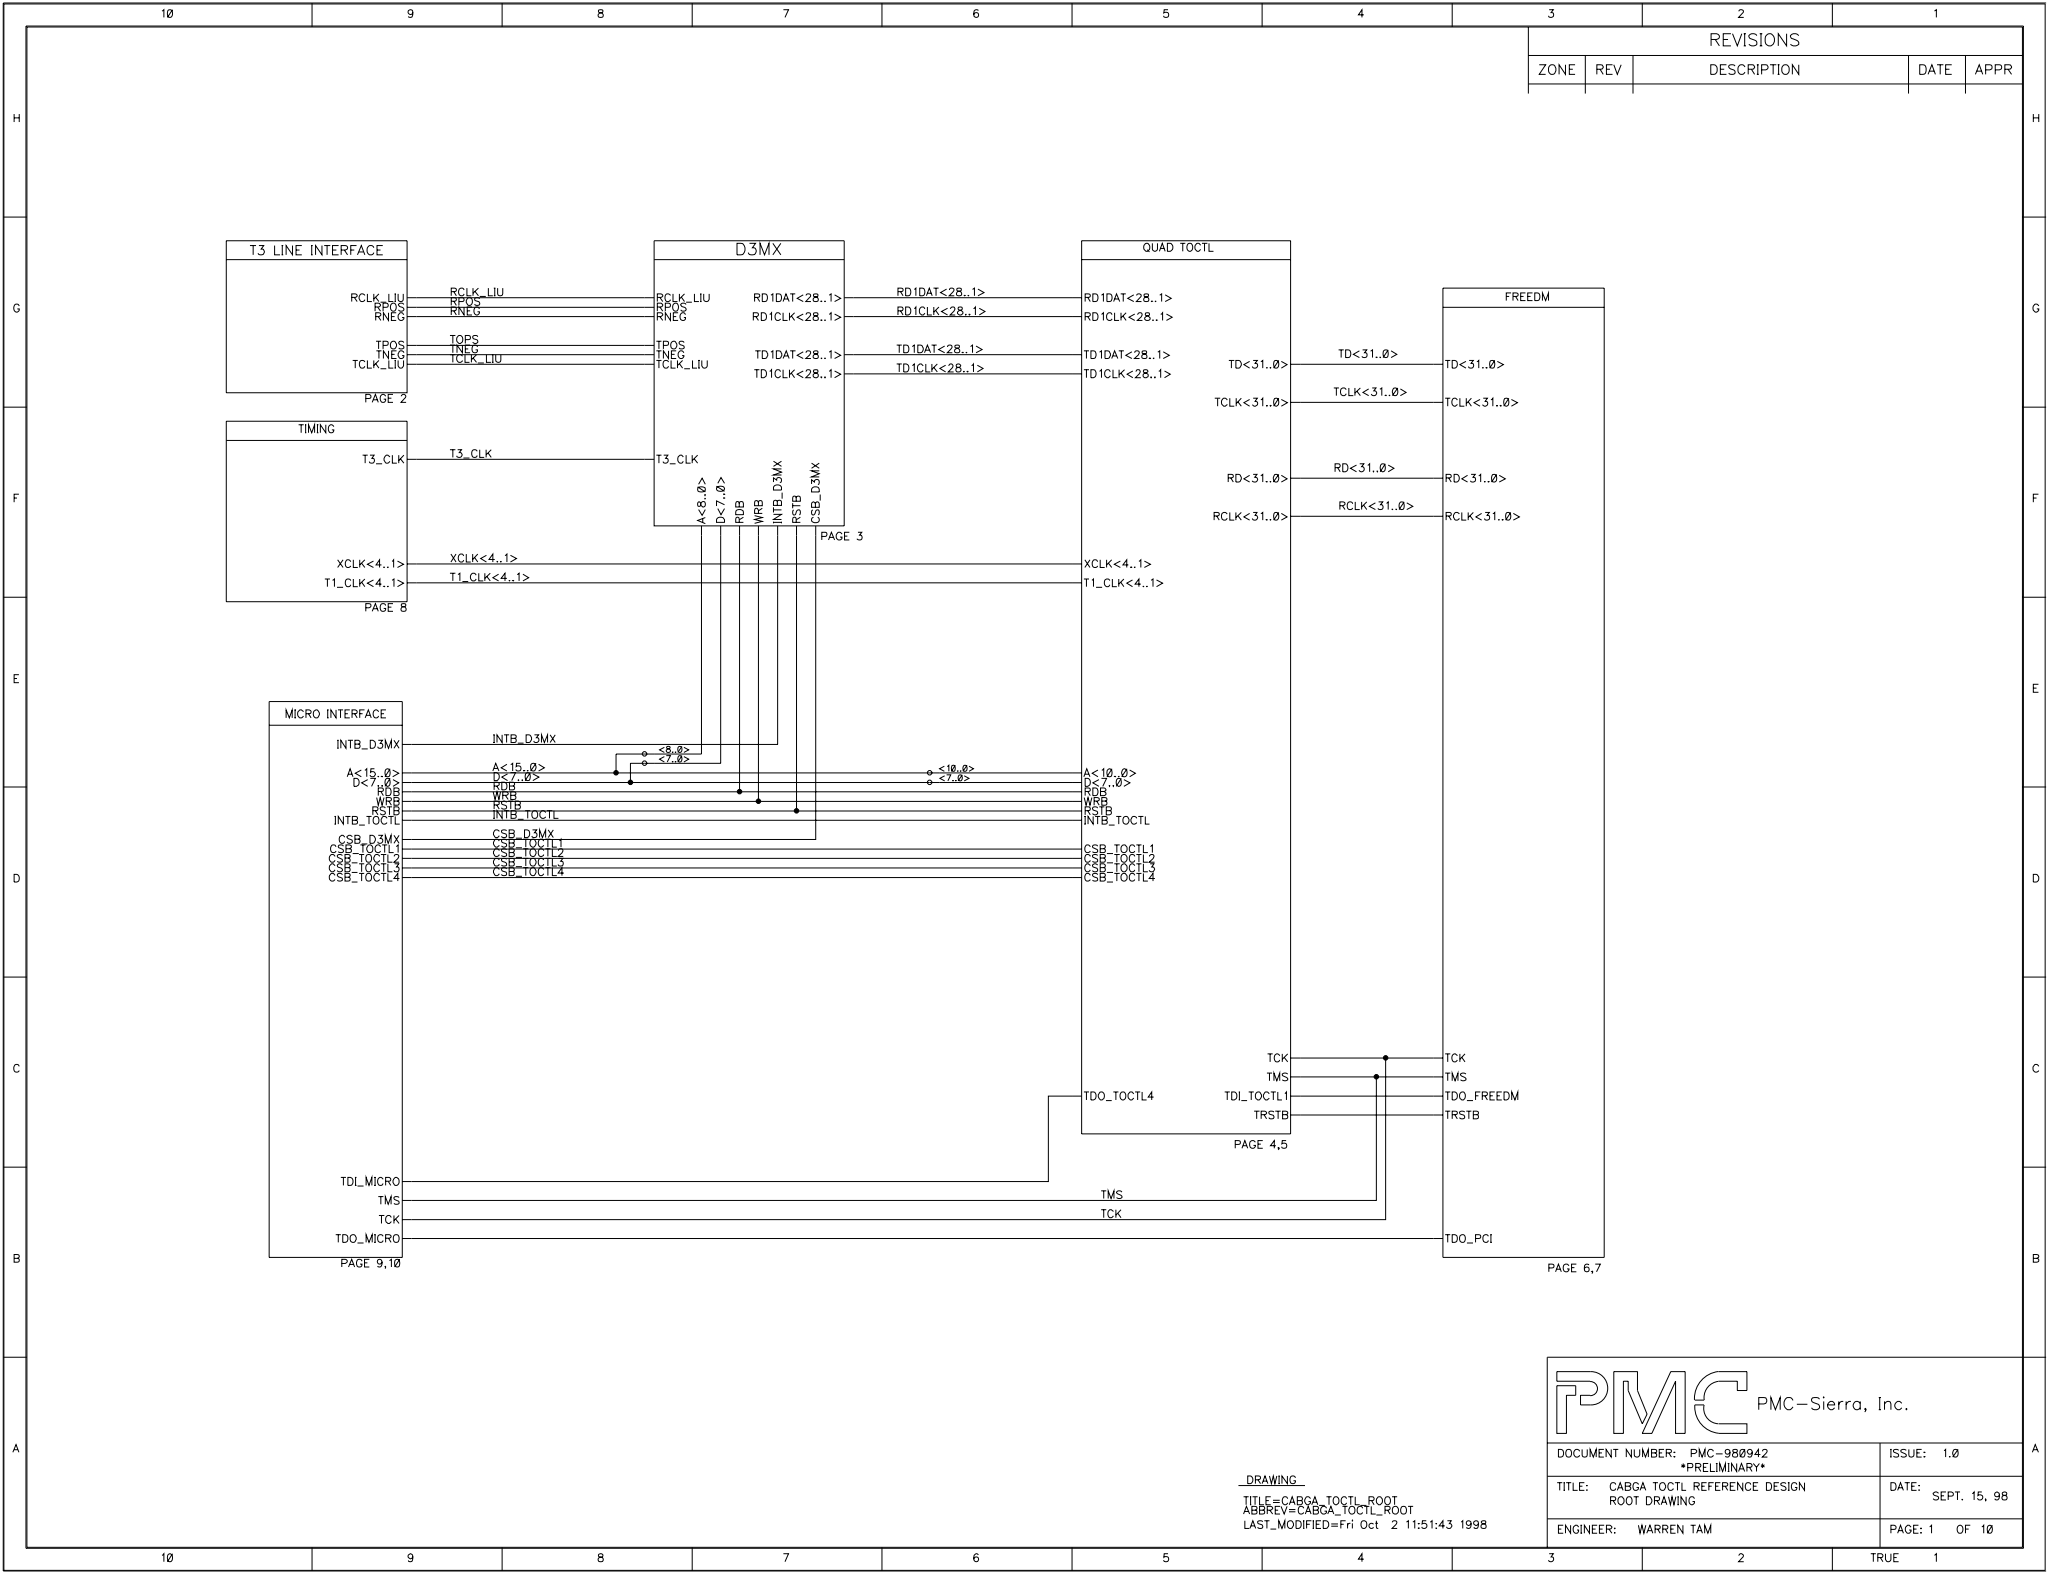 10 9 8 7 6 5 4 3 2 1
REVISIONS
ZONE REV DESCRIPTION DATE APPR
H H
G G
F F
E E
D D
C C
B B
A A
T3 LINE INTERFACE
RCLK_LIU
RPOS
RNEG
TPOS
TNEG
TCLK_LIU
PAGE 2
RCLK_LIU
RPOS
RNEG
TOPS
TNEG
TCLK_LIU
D3MX
RCLK_LIU
RPOS
RNEG
TPOS
TNEG
TCLK_LIU
T3_CLK
RD1DAT<28..1>
RD1CLK<28..1>
TD1DAT<28..1>
TD1CLK<28..1>
A<8..0>
D<7..0>
RDB
WRB
INTB_D3MX
RSTB
CSB_D3MX
PAGE 3
RD1DAT<28..1>
RD1CLK<28..1>
TD1DAT<28..1>
TD1CLK<28..1>
TIMING
T3_CLK
XCLK<4..1>
T1_CLK<4..1>
PAGE 8
T3_CLK
XCLK<4..1>
T1_CLK<4..1>
QUAD TOCTL
RD1DAT<28..1>
RD1CLK<28..1>
TD1DAT<28..1>
TD1CLK<28..1>
TD<31..0>
TCLK<31..0>
RD<31..0>
RCLK<31..0>
XCLK<4..1>
T1_CLK<4..1>
A<10..0>
D<7..0>
RDB
WRB
RSTB
INTB_TOCTL
CSB_TOCTL1
CSB_TOCTL2
CSB_TOCTL3
CSB_TOCTL4
TCK
TMS
TDO_TOCTL4 TDI_TOCTL1
TRSTB
PAGE 4,5
TD<31..0>
TCLK<31..0>
RD<31..0>
RCLK<31..0>
FREEDM
TD<31..0>
TCLK<31..0>
RD<31..0>
RCLK<31..0>
TCK
TMS
TDO_FREEDM
TRSTB
TDO_PCI
PAGE 6,7
MICRO INTERFACE
INTB_D3MX
A<15..0>
D<7..0>
RDB
WRB
RSTB
INTB_TOCTL
CSB_D3MX
CSB_TOCTL1
CSB_TOCTL2
CSB_TOCTL3
CSB_TOCTL4
TDI_MICRO
TMS
TCK
TDO_MICRO
PAGE 9,10
INTB_D3MX
<8..0>
<7..0>
A<15..0>
D<7..0>
RDB
WRB
RSTB
INTB_TOCTL
CSB_D3MX
CSB_TOCTL1
CSB_TOCTL2
CSB_TOCTL3
CSB_TOCTL4
<10..0>
<7..0>
TMS
TCK
DRAWING
TITLE=CABGA_TOCTL_ROOT
ABBREV=CABGA_TOCTL_ROOT
LAST_MODIFIED=Fri Oct 2 11:51:43 1998
PMC PMC-Sierra, Inc.
DOCUMENT NUMBER: PMC-980942 ISSUE: 1.0
*PRELIMINARY*
TITLE: CABGA TOCTL REFERENCE DESIGN DATE:
ROOT DRAWING SEPT. 15, 98
ENGINEER: WARREN TAM PAGE: 1 OF 10
10 9 8 7 6 5 4 3 2 TRUE 1